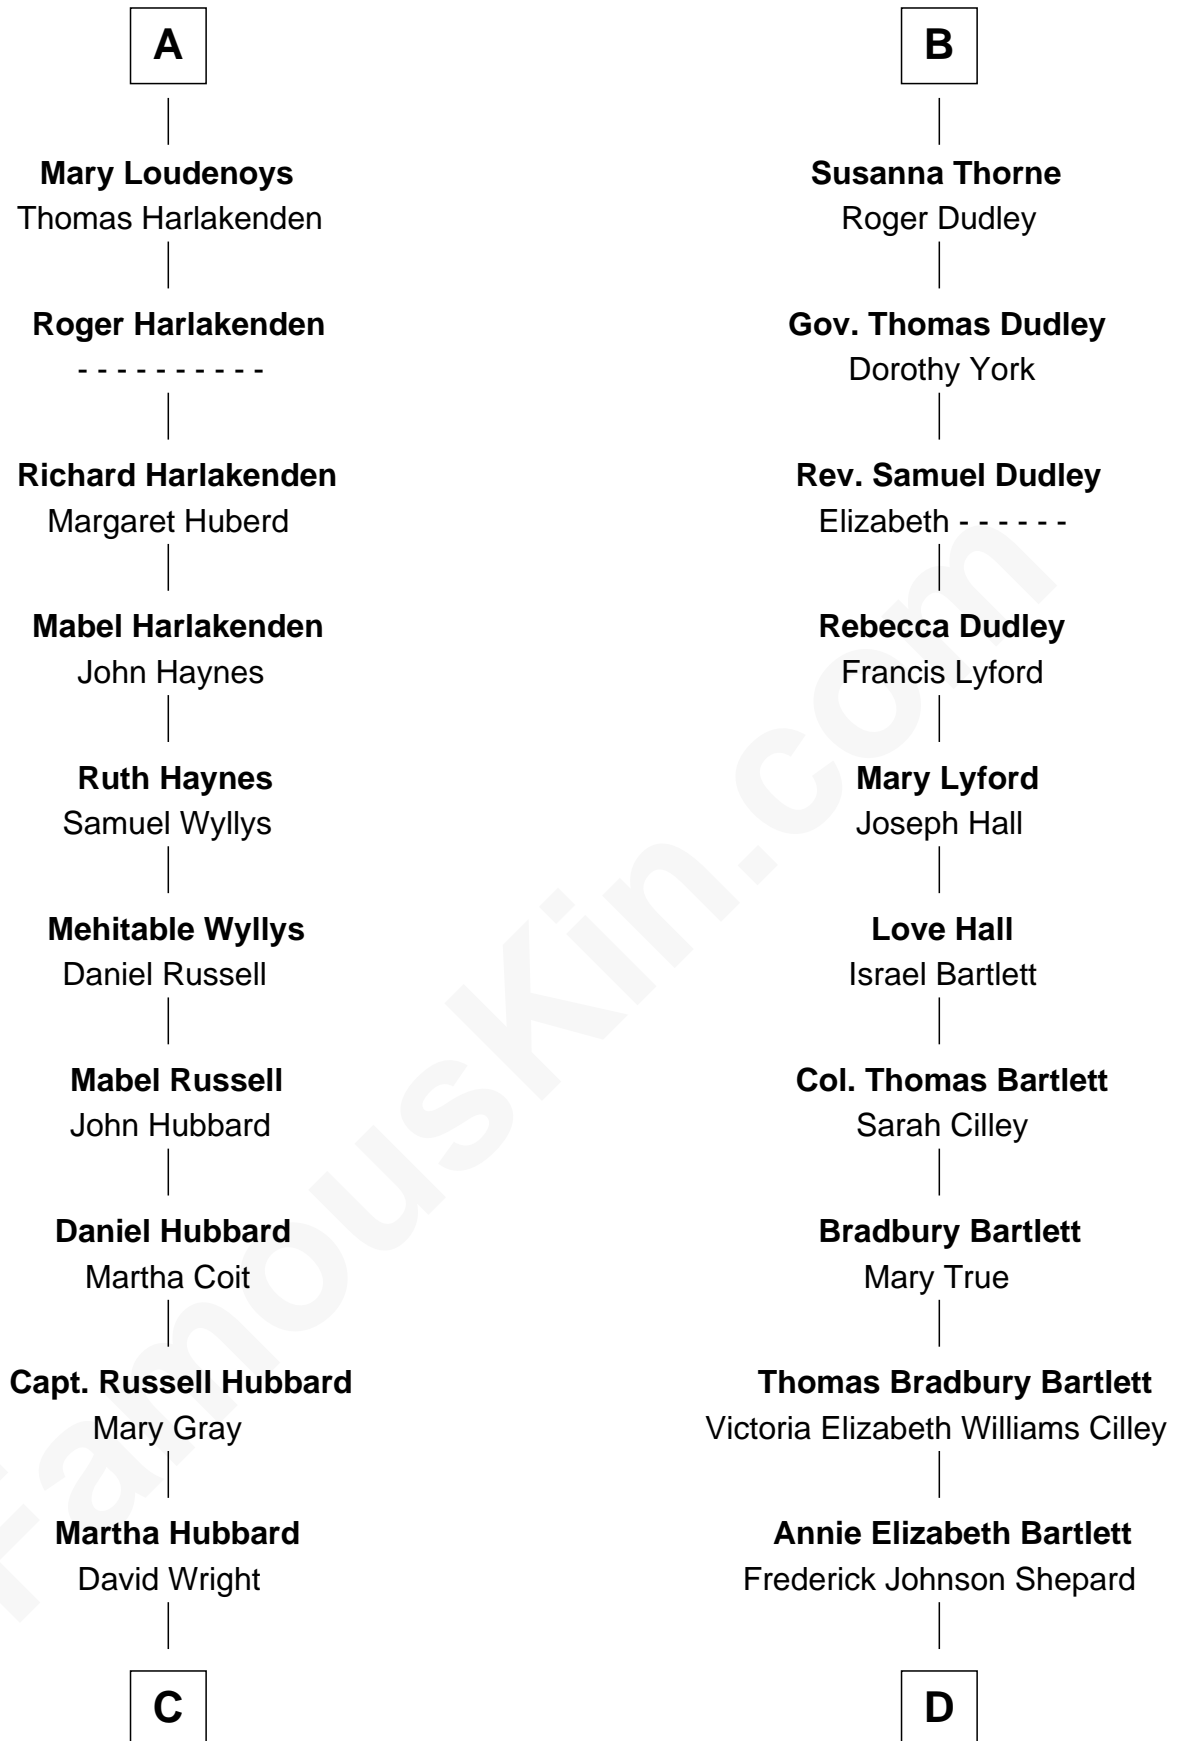 A
Mary Loudenoys
Thomas Harlakenden
Roger Harlakenden
- - - - - - - - - -
Richard Harlakenden
Margaret Huberd
Mabel Harlakenden
John Haynes
Ruth Haynes
Samuel Wyllys
Mehitable Wyllys
Daniel Russell
Mabel Russell
John Hubbard
Daniel Hubbard
Martha Coit
Capt. Russell Hubbard
Mary Gray
Martha Hubbard
David Wright
C
B
Susanna Thorne
Roger Dudley
Gov. Thomas Dudley
Dorothy York
Rev. Samuel Dudley
Elizabeth - - - - - -
Rebecca Dudley
Francis Lyford
Mary Lyford
Joseph Hall
Love Hall
Israel Bartlett
Col. Thomas Bartlett
Sarah Cilley
Bradbury Bartlett
Mary True
Thomas Bradbury Bartlett
Victoria Elizabeth Williams Cilley
Annie Elizabeth Bartlett
Frederick Johnson Shepard
D
FamousKin.com